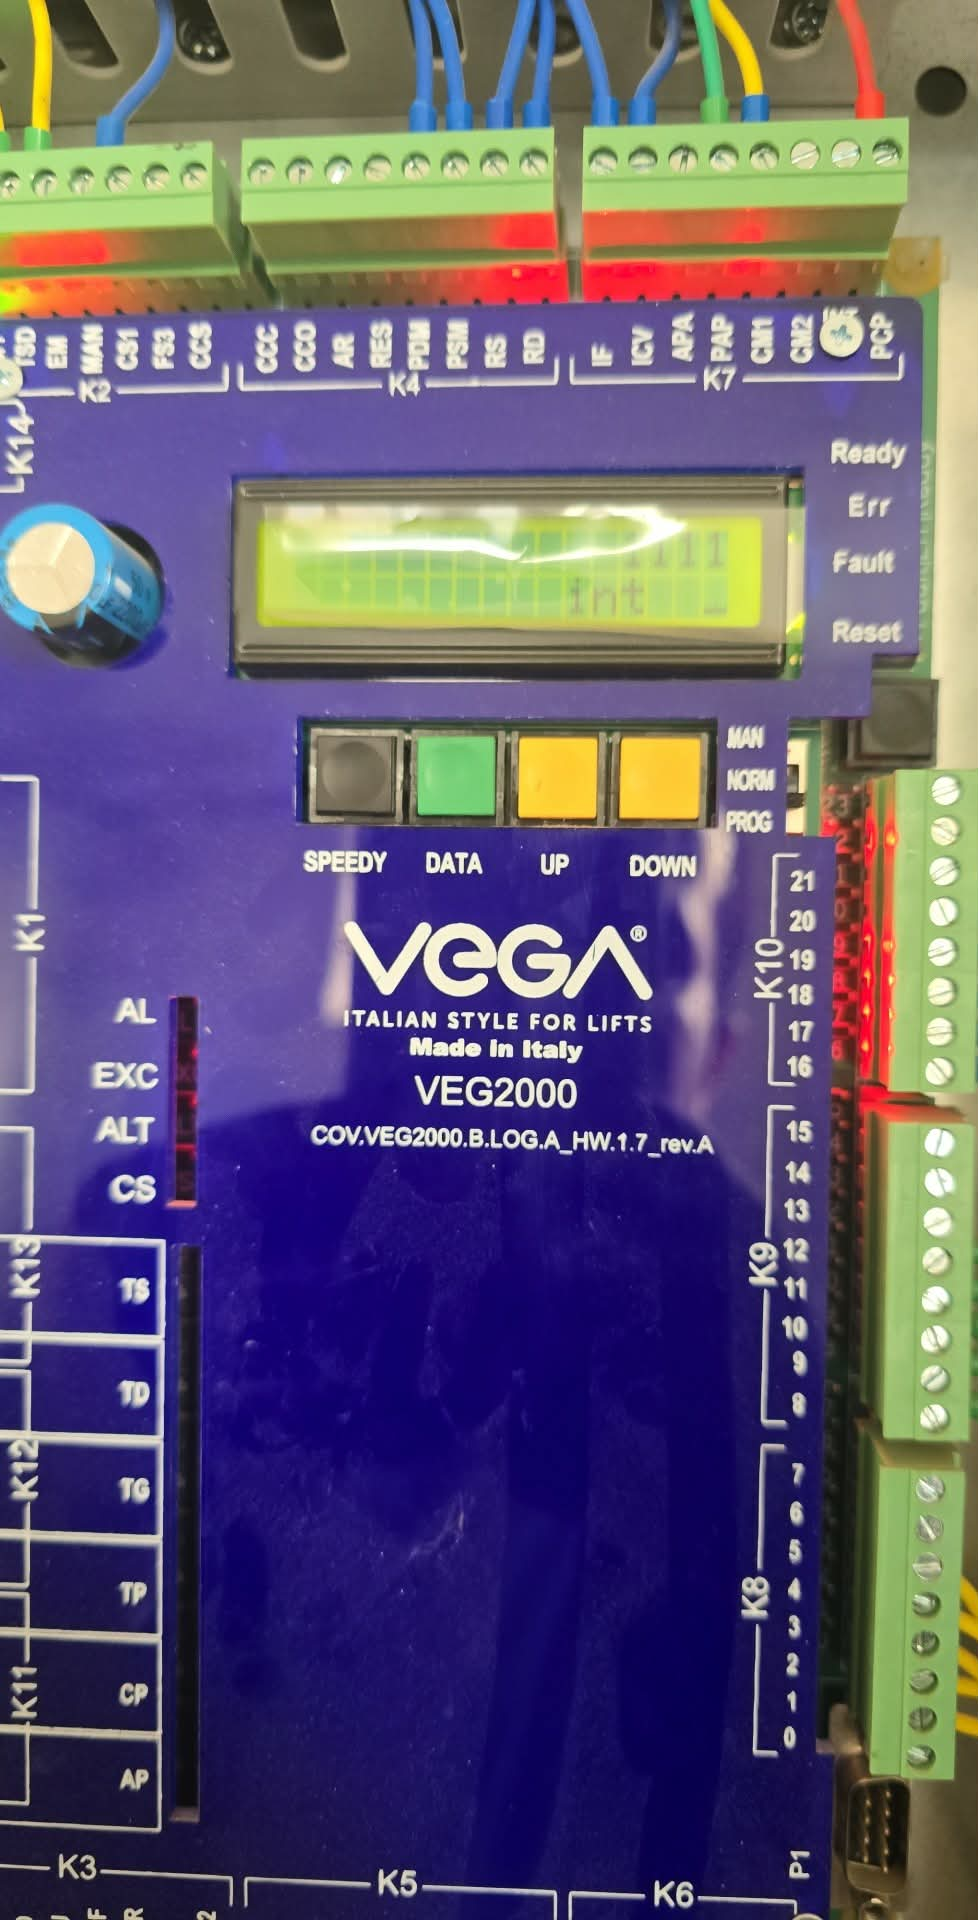 TSD EM MAN CS1 FS3 CCS
K2
CCC CCO AR RES PDM PSM RS RD
K4
IF ICV APA PAP CM1 CM2 PCP
K7
K14
Ready
Err
Fault
Reset
int
MAN
NORM
PROG
SPEEDY DATA UP DOWN
VEGA®
ITALIAN STYLE FOR LIFTS
Made In Italy
VEG2000
COV.VEG2000.B.LOG.A_HW.1.7_rev.A
K1
AL
EXC
ALT
CS
K13
TS
TD
K12
TG
TP
K11
CP
AP
K10
21
20
19
18
17
16
K9
15
14
13
12
11
10
9
8
K8
7
6
5
4
3
2
1
0
P1
K3
K5
K6